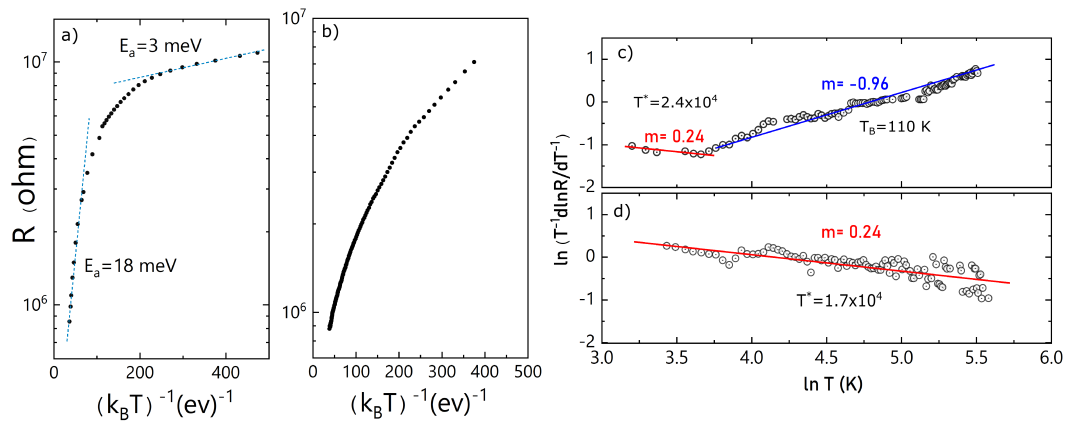 a)
E_a=3 meV
E_a=18 meV
10^7
10^6
R (ohm)
0 100 200 300 400
(k_BT)^-1(ev)^-1
b)
10^7
10^6
0 100 200 300 400 500
(k_BT)^-1(ev)^-1
c)
m= -0.96
T^*=2.4x10^4
T_B=110 K
m= 0.24
1
0
-1
-2
ln (T^-1dlnR/dT^-1)
d)
m= 0.24
T^*=1.7x10^4
1
0
-1
-2
3.0 3.5 4.0 4.5 5.0 5.5 6.0
ln T (K)